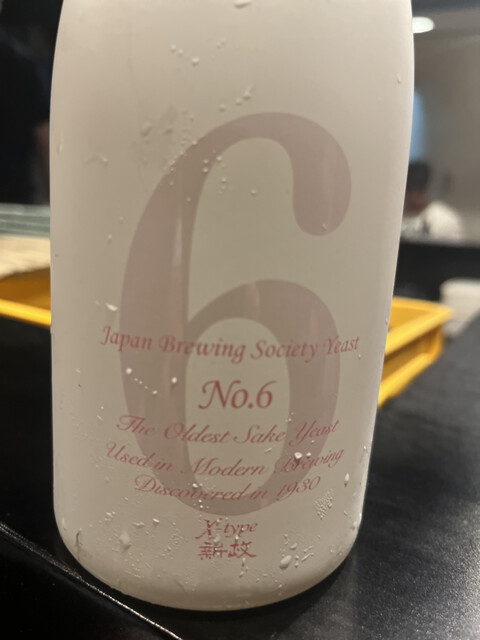 6
Japan Brewing Society Yeast
No.6
The Oldest Sake Yeast
Used in Modern Brewing
Discovered in 1930
X-type
新政